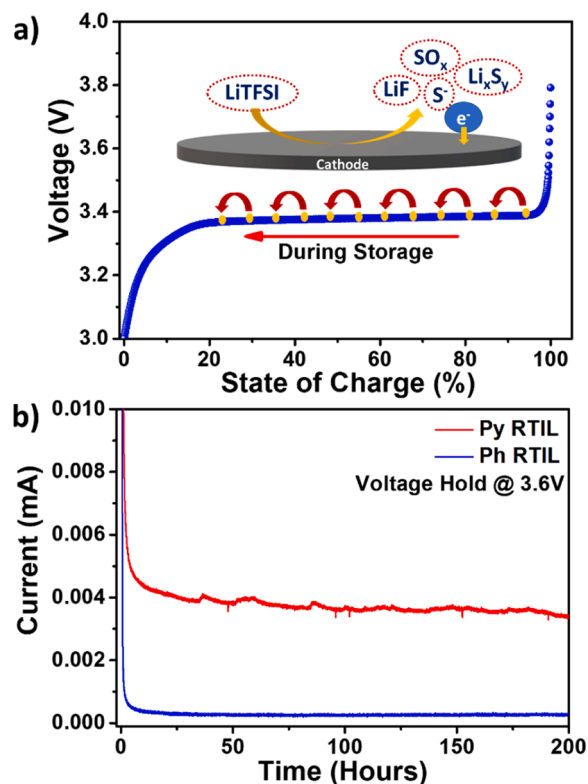 a)
Voltage (V)
4.0
3.8
3.6
3.4
3.2
3.0
LiTFSI
SOₓ
LiF
S⁻
LiₓSᵧ
e⁻
Cathode
During Storage
0
20
40
60
80
100
State of Charge (%)
b)
Current (mA)
0.010
0.008
0.006
0.004
0.002
0.000
Py RTIL
Ph RTIL
Voltage Hold @ 3.6V
0
50
100
150
200
Time (Hours)